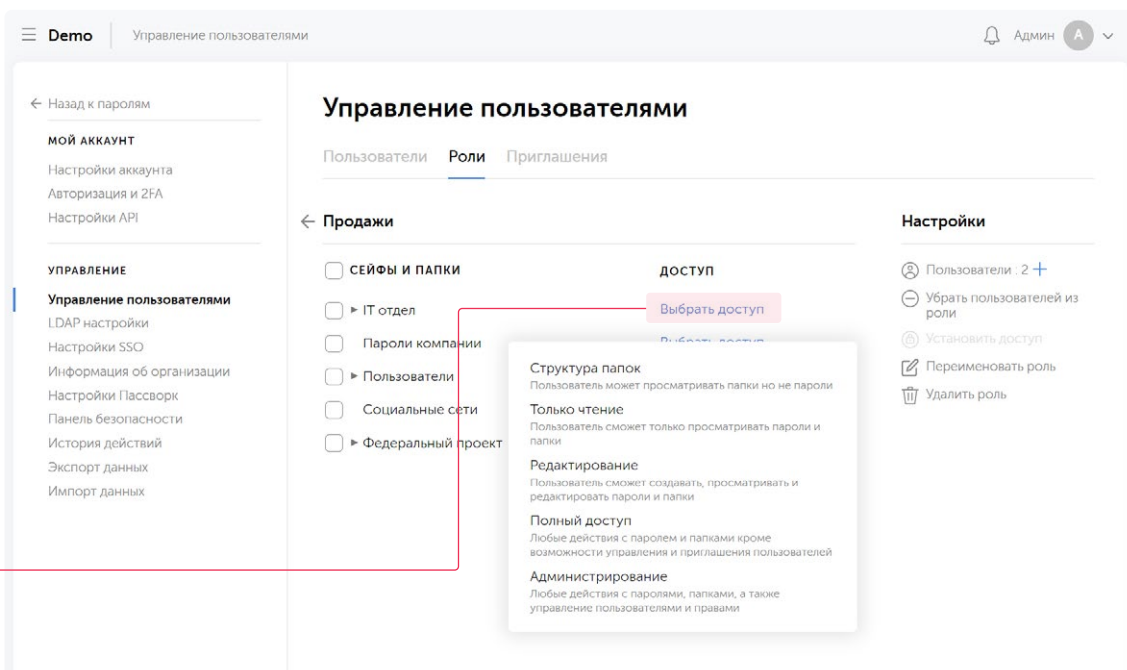 Demo
Управление пользователями
Админ
А
Назад к паролям
МОЙ АККАУНТ
Настройки аккаунта
Авторизация и 2FA
Настройки API
УПРАВЛЕНИЕ
Управление пользователями
LDAP настройки
Настройки SSO
Информация об организации
Настройки Пассворк
Панель безопасности
История действий
Экспорт данных
Импорт данных
Управление пользователями
Пользователи Роли Приглашения
Продажи
СЕЙФЫ И ПАПКИ ДОСТУП
IT отдел Выбрать доступ
Пароли компании Выбрать доступ
Пользователи
Социальные сети
Федеральный проект
Структура папок
Пользователь может просматривать папки но не пароли
Только чтение
Пользователь сможет только просматривать пароли и
папки
Редактирование
Пользователь сможет создавать, просматривать и
редактировать пароли и папки
Полный доступ
Любые действия с паролем и папками кроме
возможности управления и приглашения пользователей
Администрирование
Любые действия с паролями, папками, а также
управление пользователями и правами
Настройки
Пользователи : 2 +
Убрать пользователей из
роли
Установить доступ
Переименовать роль
Удалить роль